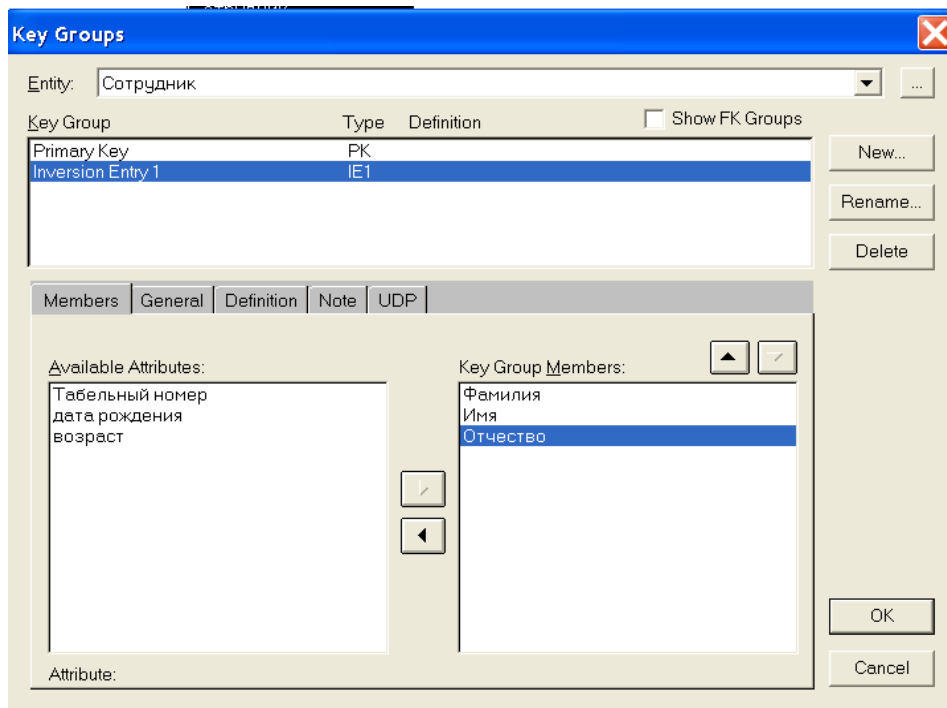 Key Groups
Entity: Сотрудник ...
Key Group Type Definition Show FK Groups
Primary Key PK
Inversion Entry 1 IE1
New...
Rename...
Delete
Members General Definition Note UDP
Available Attributes:
Табельный номер
дата рождения
возраст
Key Group Members:
Фамилия
Имя
Отчество
Attribute:
OK
Cancel